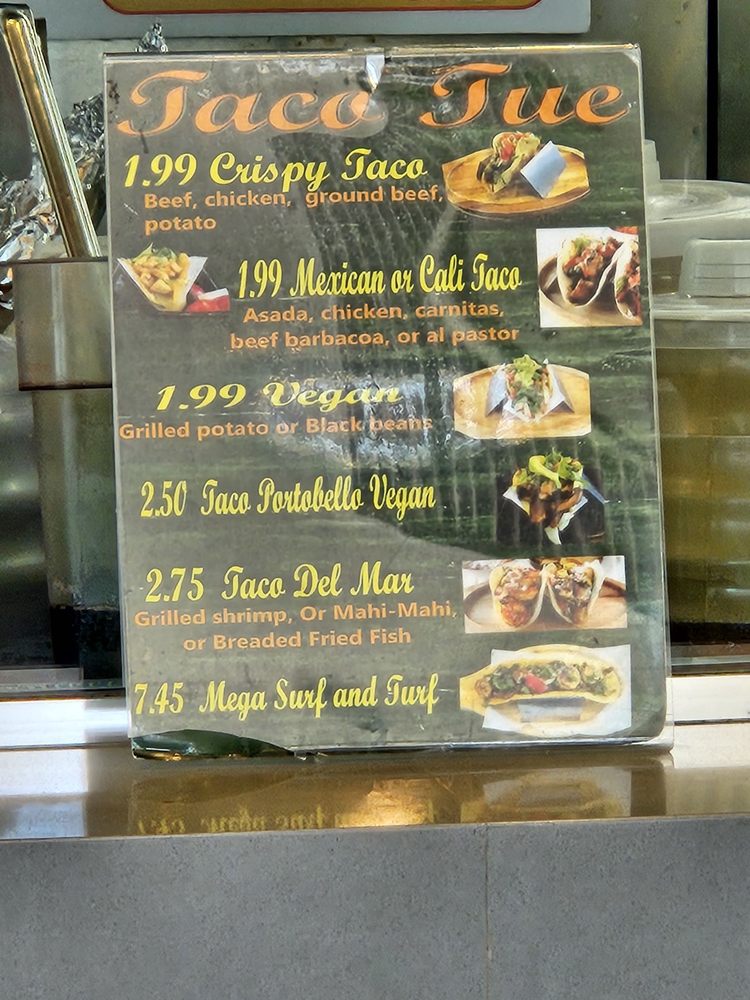 Taco Tue
1.99 Crispy Taco
Beef, chicken, ground beef,
potato
1.99 Mexican or Cali Taco
Asada, chicken, carnitas,
beef barbacoa, or al pastor
1.99 Vegan
Grilled potato or Black beans
2.50 Taco Portobello Vegan
2.75 Taco Del Mar
Grilled shrimp, Or Mahi-Mahi,
or Breaded Fried Fish
7.45 Mega Surf and Turf